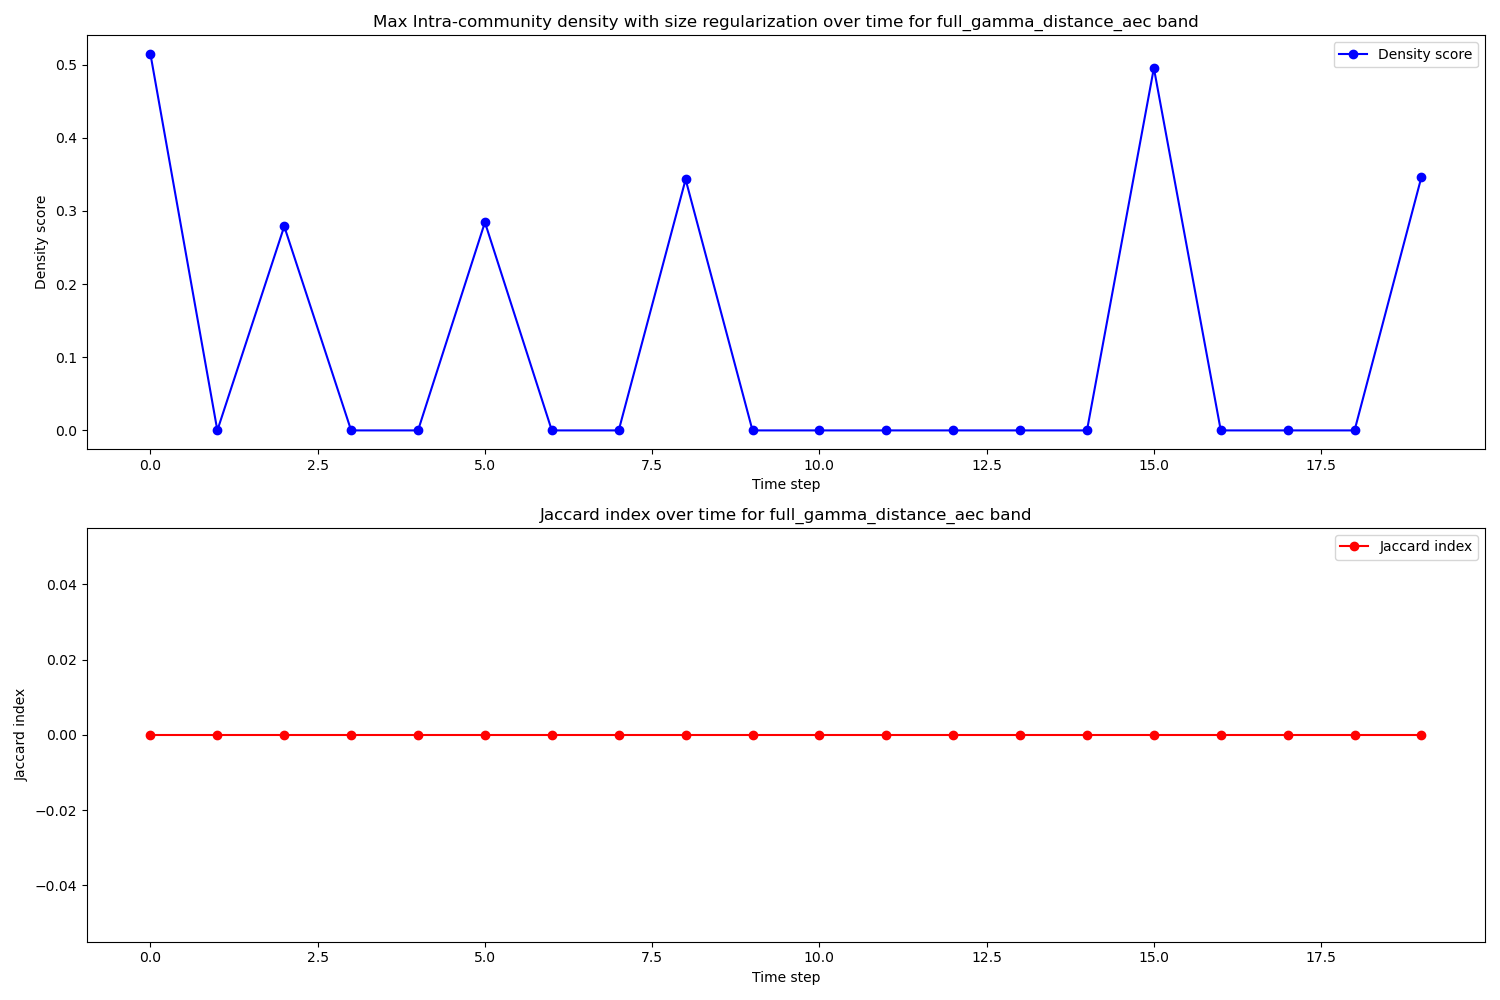 Max Intra-community density with size regularization over time for full_gamma_distance_aec band
Density score
0.5
0.4
0.3
0.2
0.1
0.0
Density score
0.0 2.5 5.0 7.5 10.0 12.5 15.0 17.5
Time step
Jaccard index over time for full_gamma_distance_aec band
Jaccard index
0.04
0.02
0.00
−0.02
−0.04
Jaccard index
0.0 2.5 5.0 7.5 10.0 12.5 15.0 17.5
Time step